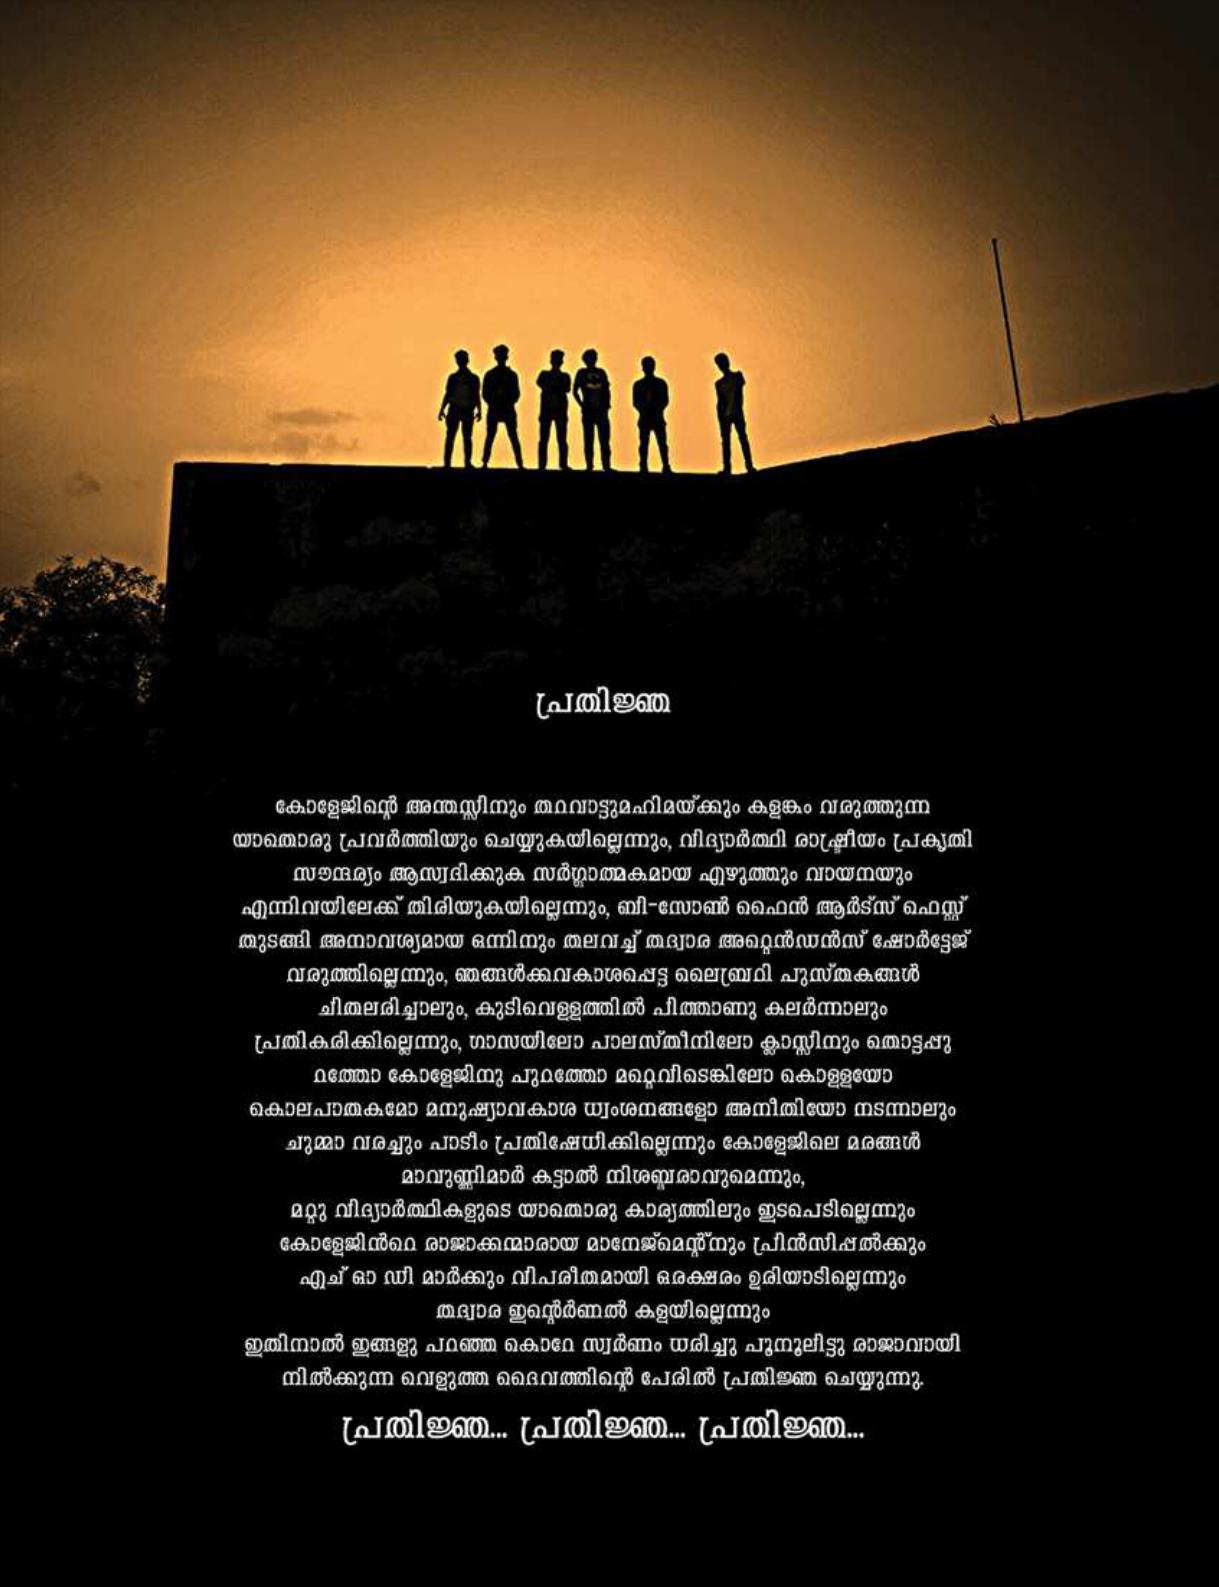 പ്രതിജ്ഞ
കോളേജിന്റെ അന്തസ്സിനും തറവാട്ടുമഹിമയ്ക്കും കളങ്കം വരുത്തുന്ന
യാതൊരു പ്രവർത്തിയും ചെയ്യുകയില്ലെന്നും, വിദ്യാർത്ഥി രാഷ്ട്രീയം പ്രകൃതി
സൗന്ദര്യം ആസ്വദിക്കുക സർഗ്ഗാത്മകമായ എഴുത്തും വായനയും
എന്നിവയിലേക്ക് തിരിയുകയില്ലെന്നും, ബീ-സോൺ ഫൈൻ ആർട്സ് ഫെസ്റ്റ്
തുടങ്ങി അനാവശ്യമായ ഒന്നിനും തലവച്ച് തദ്വാര അറ്റെൻഡൻസ് ഷോർട്ടേജ്
വരുത്തില്ലെന്നും, ഞങ്ങൾക്കവകാശപ്പെട്ട ലൈബ്രറി പുസ്തകങ്ങൾ
ചിതലരിച്ചാലും, കുടിവെള്ളത്തിൽ പിത്താണു കലർന്നാലും
പ്രതികരിക്കില്ലെന്നും, ഗാസയിലോ പാലസ്തീനിലോ ക്ലാസ്സിനും തൊട്ടപ്പു
റത്തോ കോളേജിനു പുറത്തോ മറ്റെവിടെങ്കിലോ കൊള്ളയോ
കൊലപാതകമോ മനുഷ്യാവകാശ ധ്വംശനങ്ങളോ അനീതിയോ നടന്നാലും
ചുമ്മാ വരച്ചും പാടീം പ്രതിഷേധിക്കില്ലെന്നും കോളേജിലെ മരങ്ങൾ
മാവുണ്ണിമാർ കട്ടാൽ നിശബ്ദരാവുമെന്നും,
മറ്റു വിദ്യാർത്ഥികളുടെ യാതൊരു കാര്യത്തിലും ഇടപെടില്ലെന്നും
കോളേജിൻറെ രാജാക്കന്മാരായ മാനേജ്മെന്റ്നും പ്രിൻസിപ്പൽക്കും
എച് ഓ ഡി മാർക്കും വിപരീതമായി ഒരക്ഷരം ഉരിയാടില്ലെന്നും
തദ്വാര ഇന്റെർണൽ കളയില്ലെന്നും
ഇതിനാൽ ഇങ്ങളു പറഞ്ഞ കൊറേ സ്വർണം ധരിച്ചു പൂനൂലിട്ടു രാജാവായി
നിൽക്കുന്ന വെളുത്ത ദൈവത്തിന്റെ പേരിൽ പ്രതിജ്ഞ ചെയ്യുന്നു.
പ്രതിജ്ഞ... പ്രതിജ്ഞ... പ്രതിജ്ഞ...